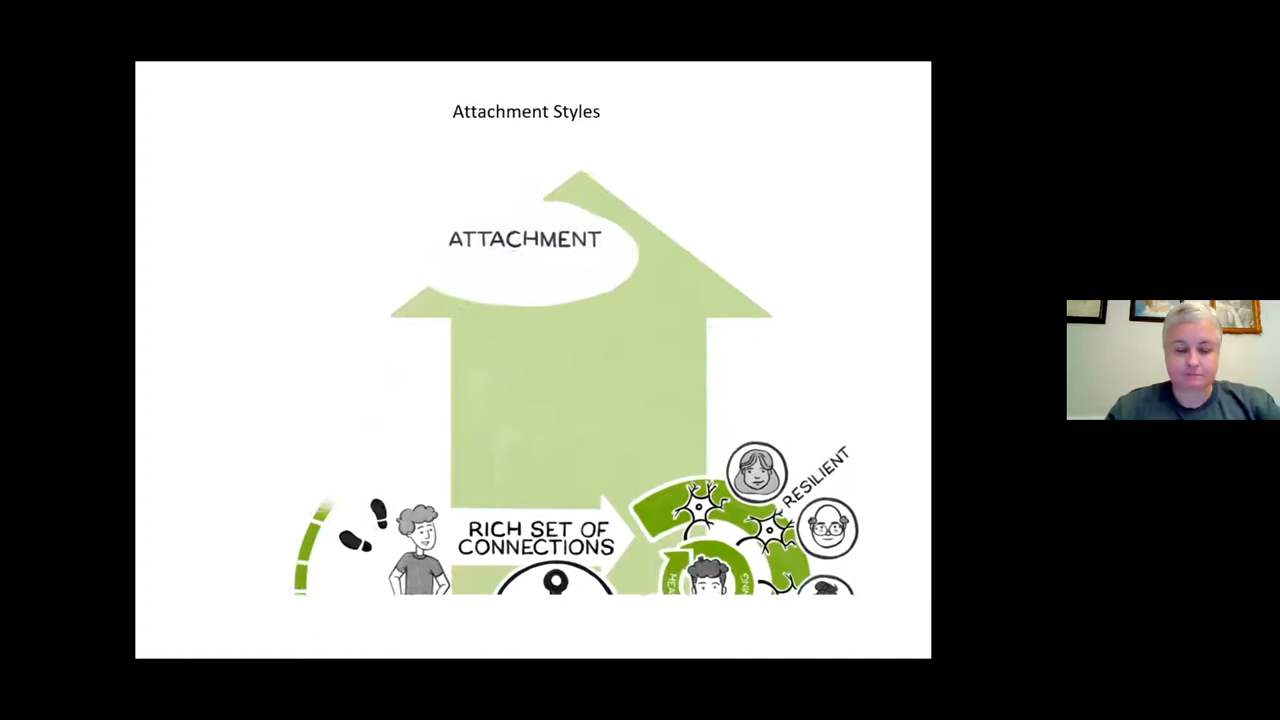 Attachment Styles
ATTACHMENT
RESILIENT
RICH SET OF
CONNECTIONS